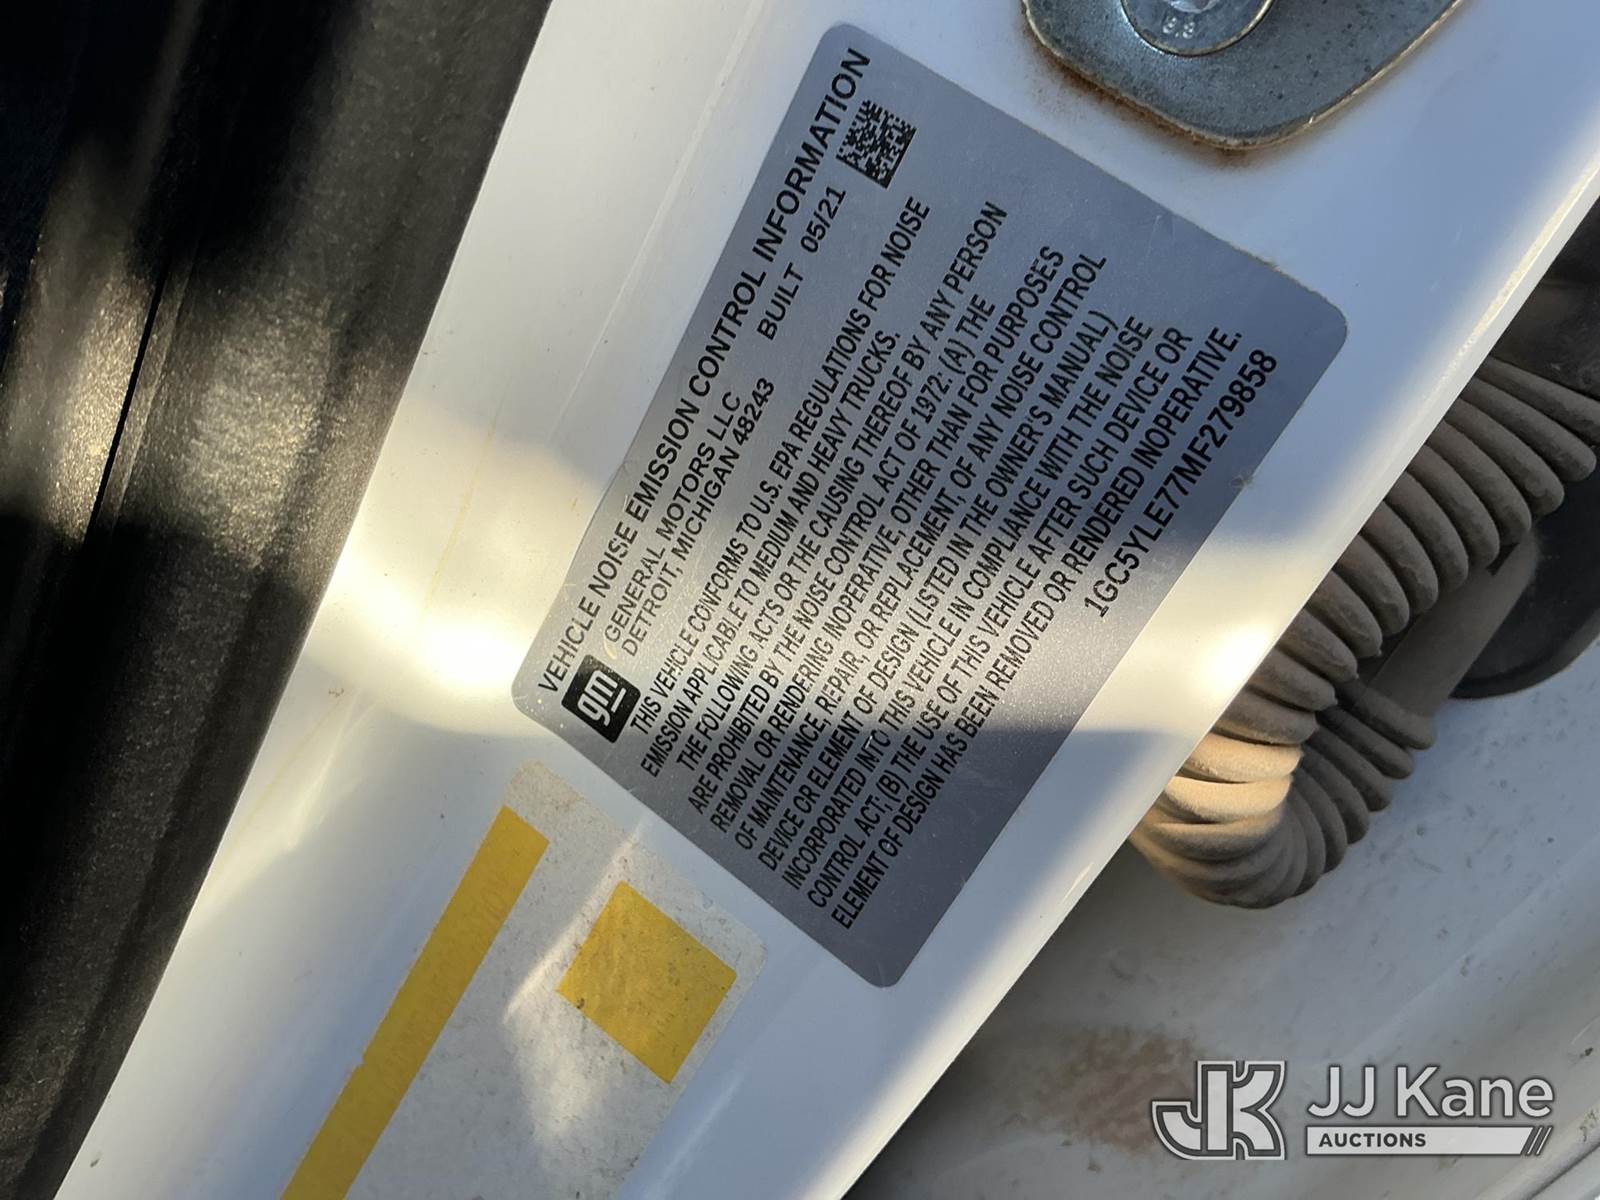 VEHICLE NOISE EMISSION CONTROL INFORMATION
gm
GENERAL MOTORS LLC
DETROIT, MICHIGAN 48243
BUILT 05/21
THIS VEHICLE CONFORMS TO U.S. EPA REGULATIONS FOR NOISE
EMISSION APPLICABLE TO MEDIUM AND HEAVY TRUCKS.
THE FOLLOWING ACTS OR THE CAUSING THEREOF BY ANY PERSON
ARE PROHIBITED BY THE NOISE CONTROL ACT OF 1972: (A) THE
REMOVAL OR RENDERING INOPERATIVE, OTHER THAN FOR PURPOSES
OF MAINTENANCE, REPAIR, OR REPLACEMENT, OF ANY NOISE CONTROL
DEVICE OR ELEMENT OF DESIGN (LISTED IN THE OWNER'S MANUAL)
INCORPORATED INTO THIS VEHICLE IN COMPLIANCE WITH THE NOISE
CONTROL ACT; (B) THE USE OF THIS VEHICLE AFTER SUCH DEVICE OR
ELEMENT OF DESIGN HAS BEEN REMOVED OR RENDERED INOPERATIVE.
1GC5YLE77MF279858
8.8
JK
JJ Kane
AUCTIONS